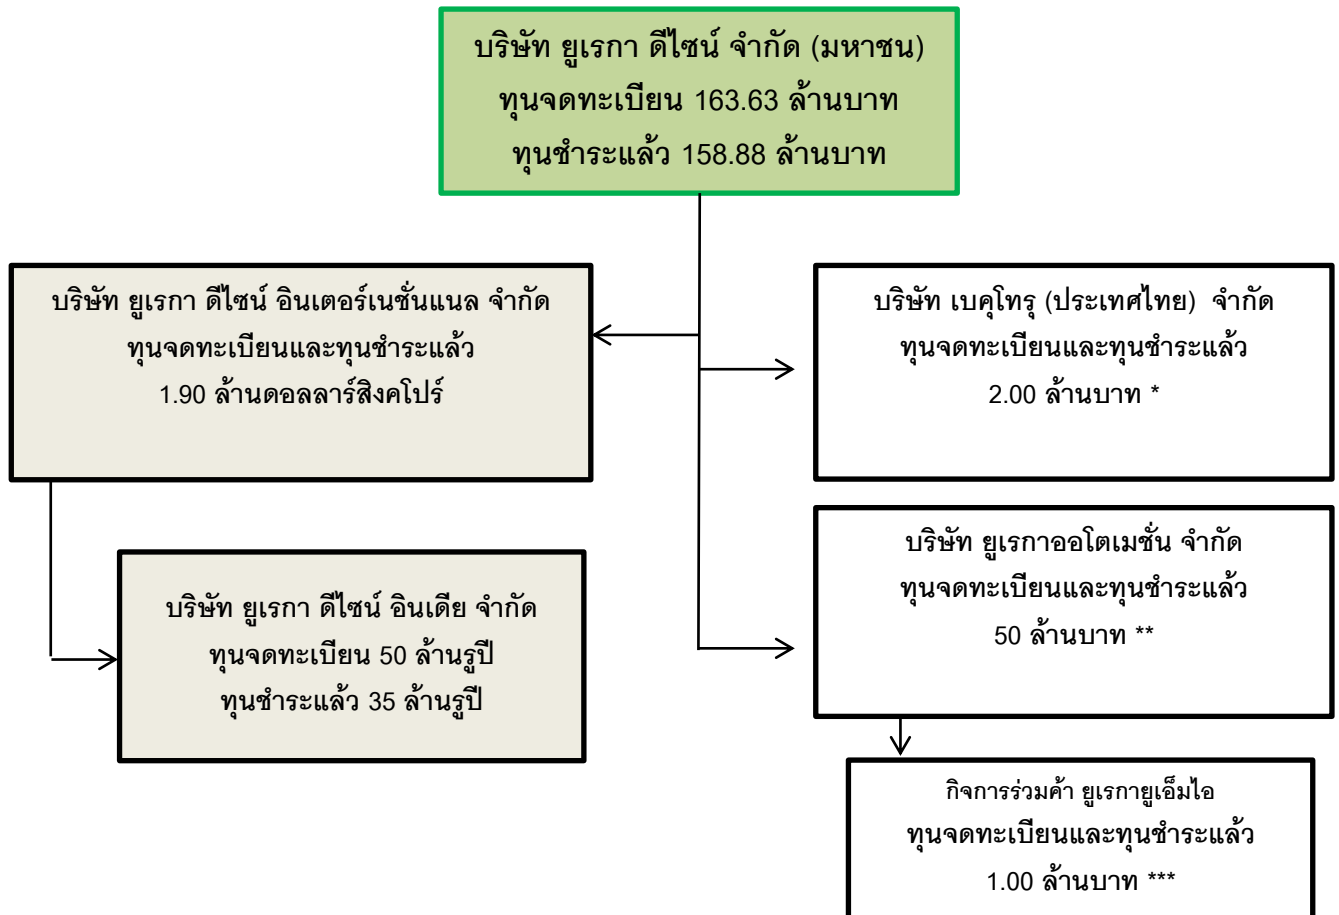 บริษัท ยูเรกา ดีไซน์ จำกัด (มหาชน)
ทุนจดทะเบียน 163.63 ล้านบาท
ทุนชำระแล้ว 158.88 ล้านบาท
บริษัท ยูเรกา ดีไซน์ อินเตอร์เนชั่นแนล จำกัด
ทุนจดทะเบียนและทุนชำระแล้ว
1.90 ล้านดอลลาร์สิงคโปร์
บริษัท เบคุโทรุ (ประเทศไทย) จำกัด
ทุนจดทะเบียนและทุนชำระแล้ว
2.00 ล้านบาท *
บริษัท ยูเรกา ดีไซน์ อินเดีย จำกัด
ทุนจดทะเบียน 50 ล้านรูปี
ทุนชำระแล้ว 35 ล้านรูปี
บริษัท ยูเรกาออโตเมชั่น จำกัด
ทุนจดทะเบียนและทุนชำระแล้ว
50 ล้านบาท **
กิจการร่วมค้า ยูเรกายูเอ็มไอ
ทุนจดทะเบียนและทุนชำระแล้ว
1.00 ล้านบาท ***